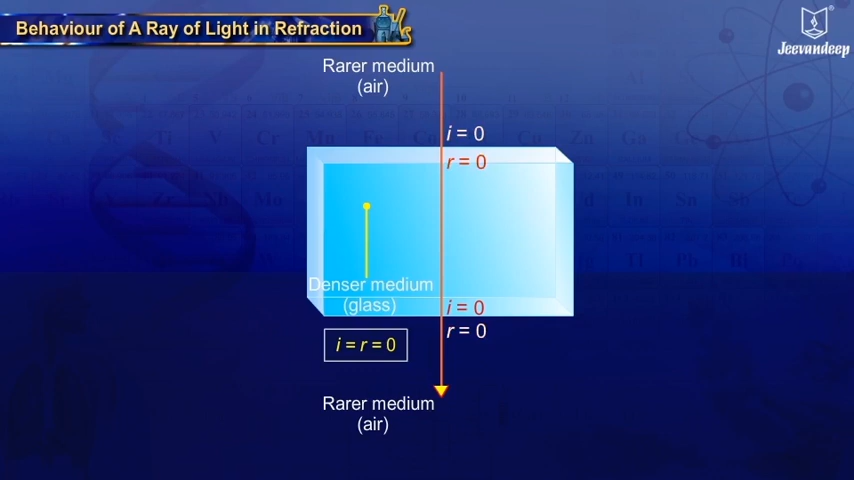 Behaviour of A Ray of Light in Refraction
Jeevandeep
Rarer medium
(air)
i = 0
r = 0
Denser medium
(glass)
i = 0
r = 0
i = r = 0
Rarer medium
(air)